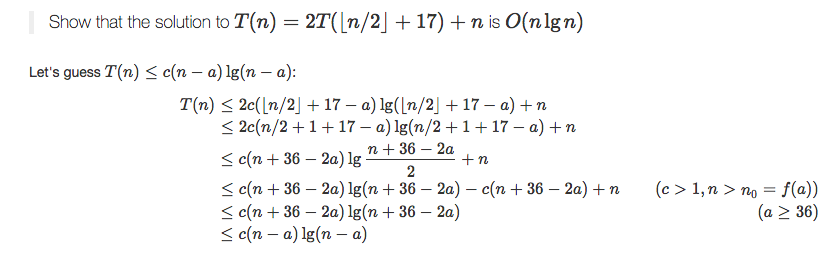 Show that the solution to T(n) = 2T(⌊n/2⌋ + 17) + n is O(n lg n)
Let's guess T(n) ≤ c(n − a) lg(n − a):
T(n) ≤ 2c(⌊n/2⌋ + 17 − a) lg(⌊n/2⌋ + 17 − a) + n
≤ 2c(n/2 + 1 + 17 − a) lg(n/2 + 1 + 17 − a) + n
≤ c(n + 36 − 2a) lg \frac{n + 36 − 2a}{2} + n
≤ c(n + 36 − 2a) lg(n + 36 − 2a) − c(n + 36 − 2a) + n (c > 1, n > n₀ = f(a))
≤ c(n + 36 − 2a) lg(n + 36 − 2a) (a ≥ 36)
≤ c(n − a) lg(n − a)